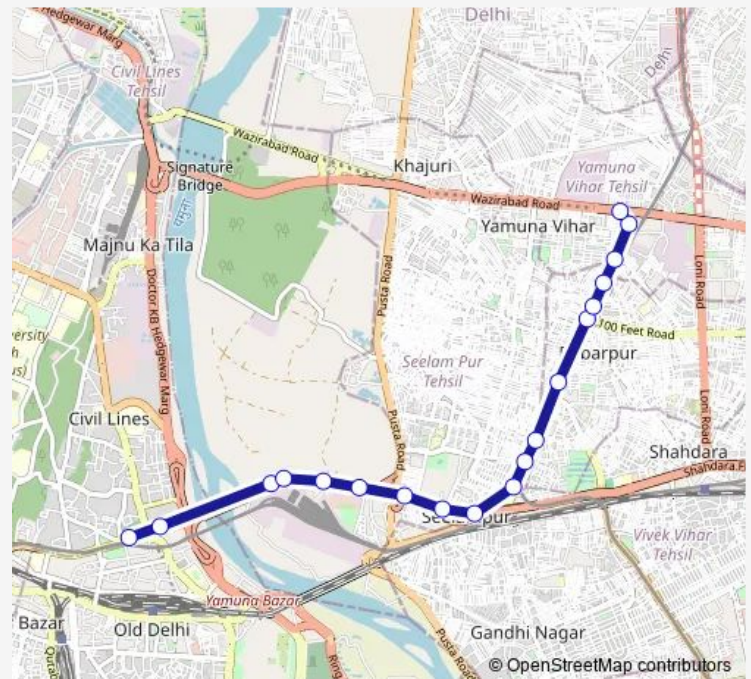 Hedgewar Marg
Delhi
Civil Lines
Tehsil
Delhi
Wazirabad Road
Khajuri
Signature
Bridge
Yamuna
Vihar Tehsil
Wazirabad Road
यमुना
Yamuna Vihar
Majnu Ka Tila
Doctor KB Hedgewar Marg
Pusta Road
Loni Road
100 Feet Road
Seelam Pur
Tehsil
Civil Lines
Pusta Road
Loni Road
Shahdara
Vivek Vihar
Tehsil
Yamuna Bazar
Bazar
Old Delhi
Gandhi Nagar
Pusta Road
© OpenStreetMap contributors